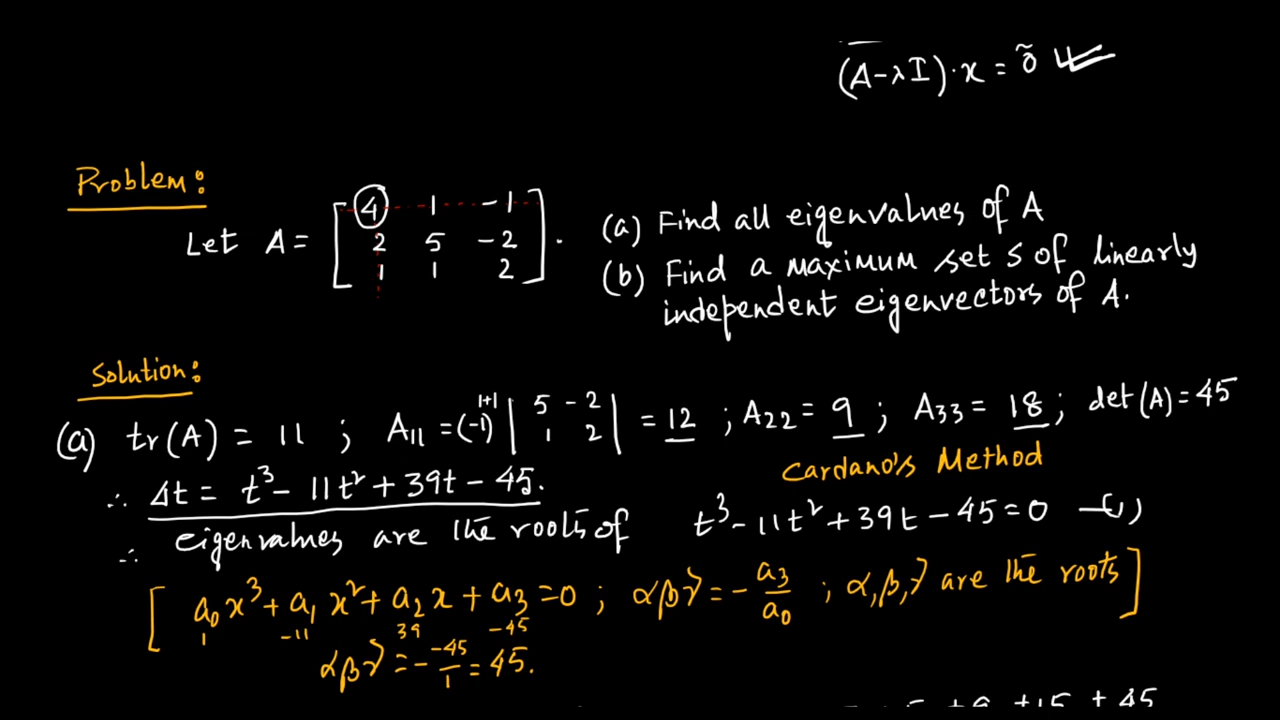 (A-λI)·x = õ
Problem:
Let A = [ 4 1 -1
2 5 -2
1 1 2 ].
(a) Find all eigenvalues of A
(b) Find a maximum set S of linearly
independent eigenvectors of A.
Solution:
(a) tr(A) = 11 ; A₁₁ = (-1)¹⁺¹ | 5 -2 / 1 2 | = 12 ; A₂₂ = 9 ; A₃₃ = 18 ; det(A) = 45
Cardano's Method
∴ Δt = t³ - 11t² + 39t - 45.
∴ eigenvalues are the roots of t³ - 11t² + 39t - 45 = 0 —(1)
[ a₀x³ + a₁x² + a₂x + a₃ = 0 ; αβγ = - a₃/a₀ ; α,β,γ are the roots ]
1 -11 39 -45
αβγ = - -45/1 = 45.
+ 9 + 15 + 45